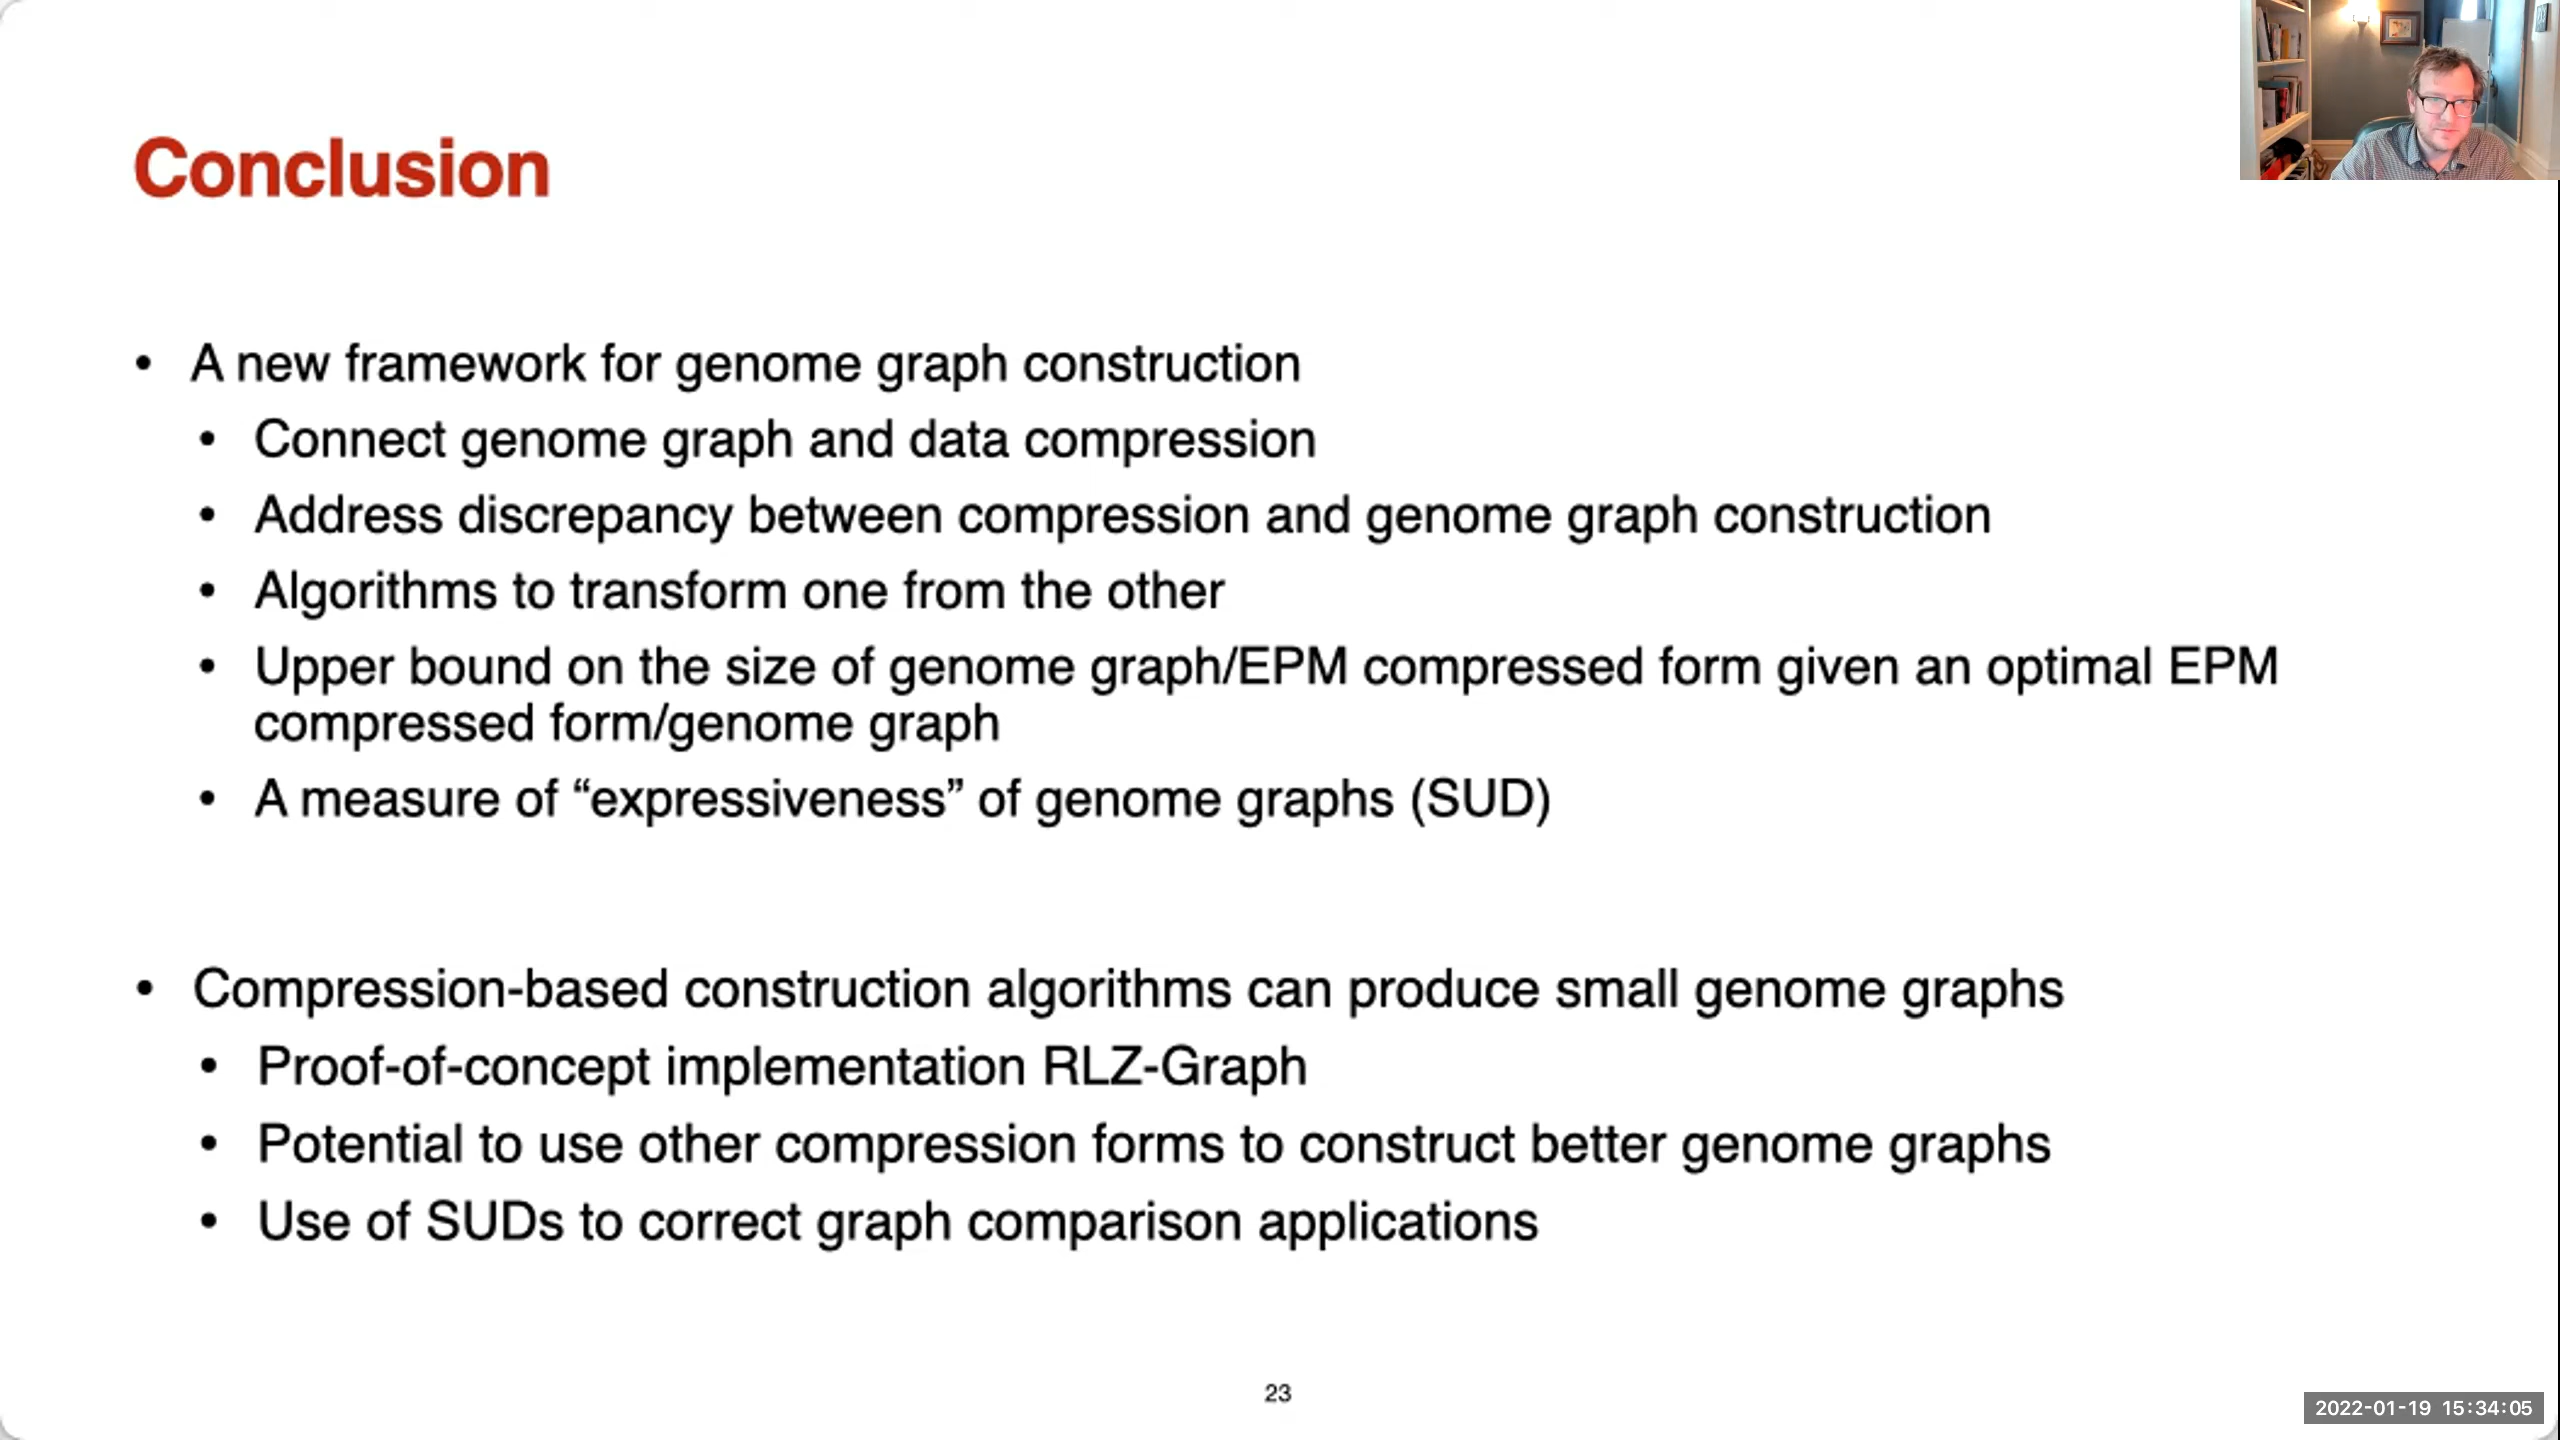 Conclusion
• A new framework for genome graph construction
• Connect genome graph and data compression
• Address discrepancy between compression and genome graph construction
• Algorithms to transform one from the other
• Upper bound on the size of genome graph/EPM compressed form given an optimal EPM
compressed form/genome graph
• A measure of “expressiveness” of genome graphs (SUD)
• Compression-based construction algorithms can produce small genome graphs
• Proof-of-concept implementation RLZ-Graph
• Potential to use other compression forms to construct better genome graphs
• Use of SUDs to correct graph comparison applications
23
2022-01-19 15:34:05